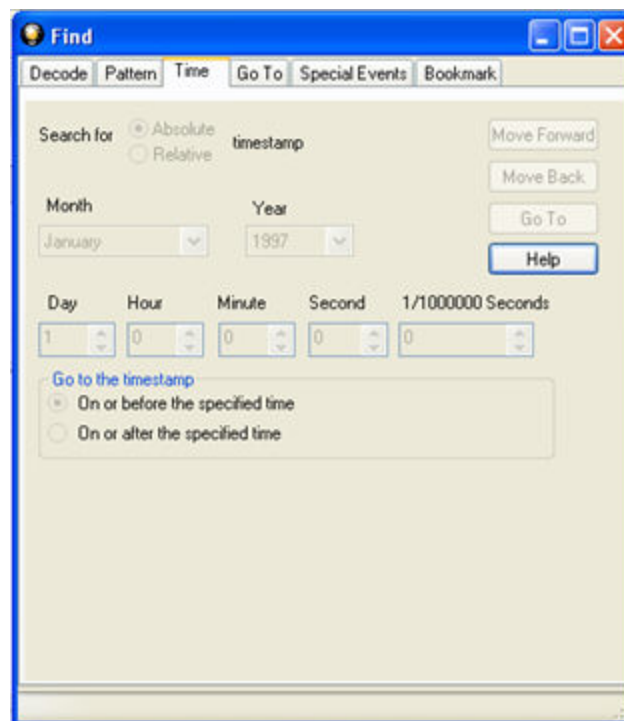 Find
Decode Pattern Time Go To Special Events Bookmark
Search for Absolute timestamp
Relative
Move Forward
Move Back
Go To
Help
Month Year
January 1997
Day Hour Minute Second 1/1000000 Seconds
1 0 0 0 0
Go to the timestamp
On or before the specified time
On or after the specified time